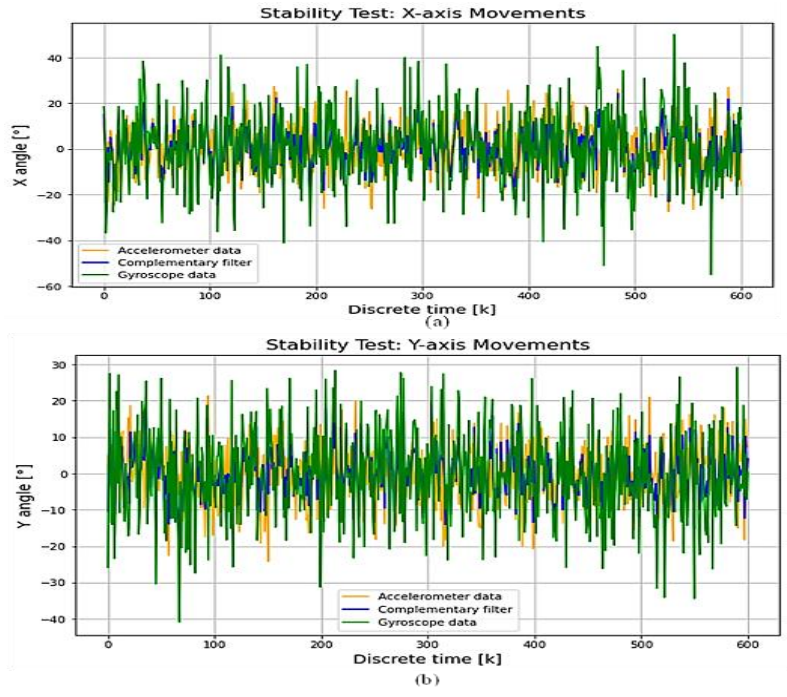 Stability Test: X-axis Movements
40
20
0
−20
−40
−60
X angle [°]
Accelerometer data
Complementary filter
Gyroscope data
0 100 200 300 400 500 600
Discrete time [k]
(a)
Stability Test: Y-axis Movements
30
20
10
0
−10
−20
−30
−40
Y angle [°]
Accelerometer data
Complementary filter
Gyroscope data
0 100 200 300 400 500 600
Discrete time [k]
(b)